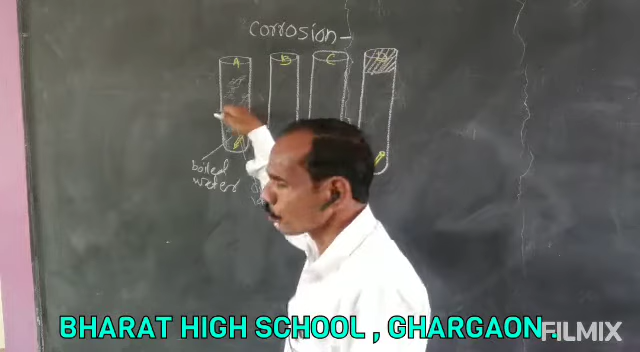 corrosion-
A B C D
boiled
water
BHARAT HIGH SCHOOL , GHARGAON .
FILMIX